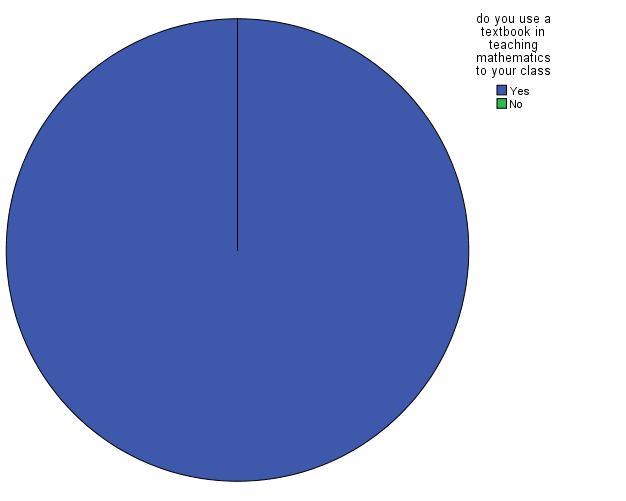 do you use a
textbook in
teaching
mathematics
to your class
Yes
No